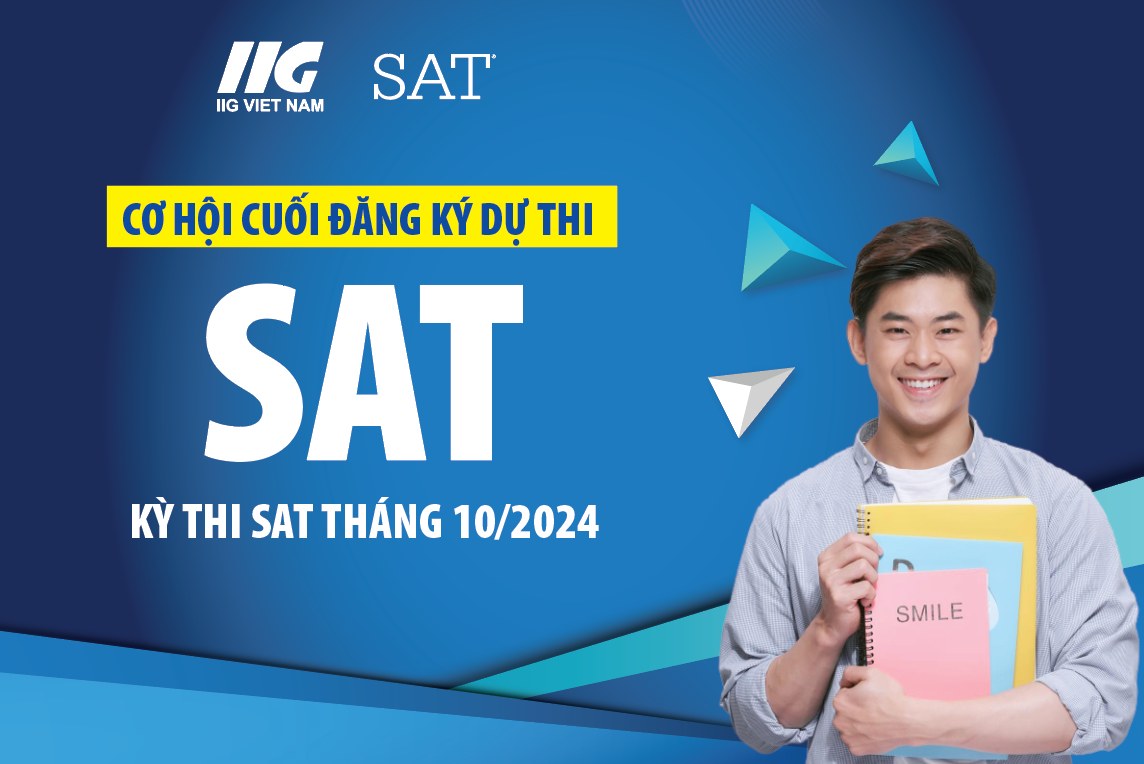 IIG
IIG VIET NAM
SAT®
CƠ HỘI CUỐI ĐĂNG KÝ DỰ THI
SAT
KỲ THI SAT THÁNG 10/2024
D
SMILE